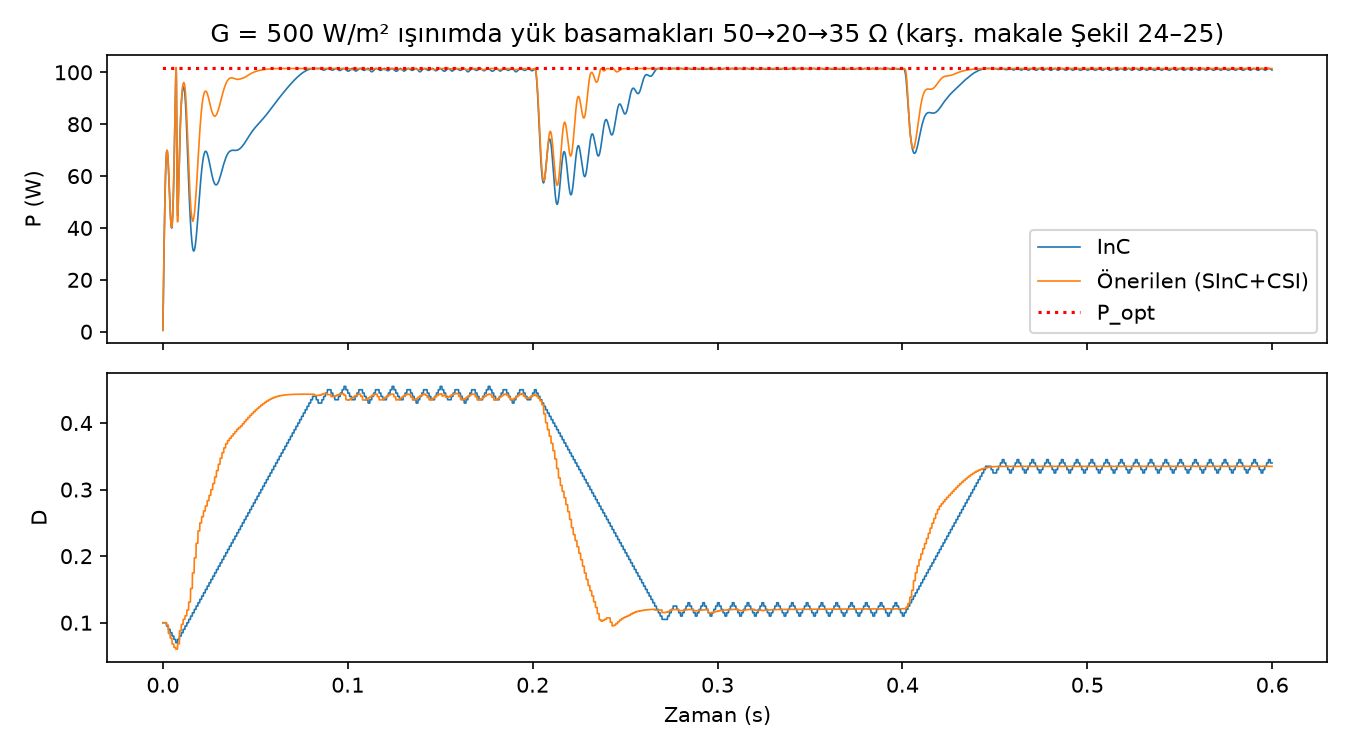 G = 500 W/m² ışınımda yük basamakları 50→20→35 Ω (karş. makale Şekil 24–25)
100
80
60
40
20
0
P (W)
InC
Önerilen (SInC+CSI)
P_opt
0.4
0.3
0.2
0.1
D
0.0 0.1 0.2 0.3 0.4 0.5 0.6
Zaman (s)